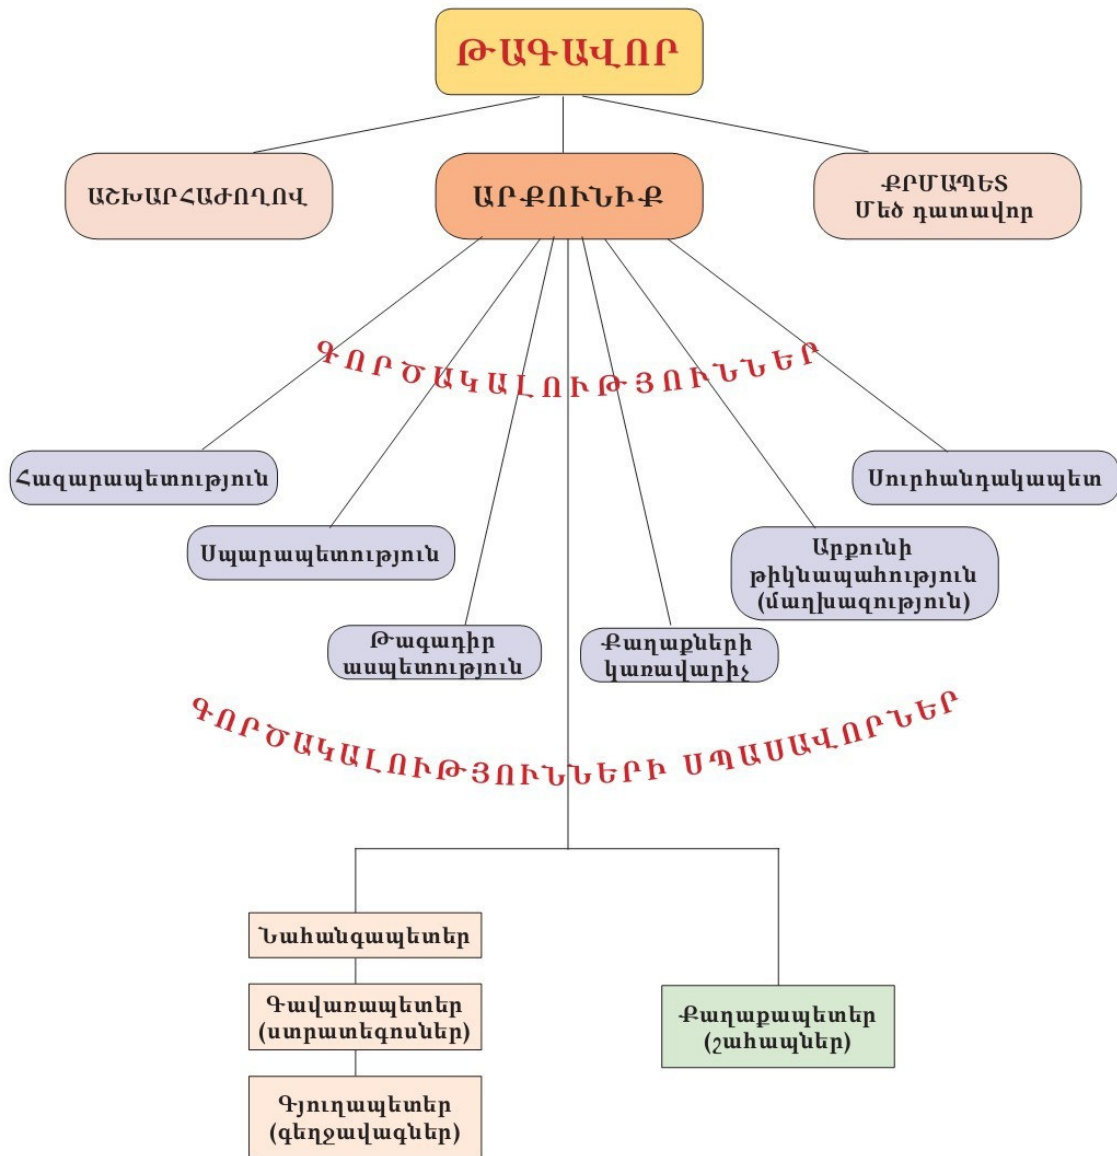 ԹԱԳԱՎՈՐ
ԱՇԽԱՐՀԱԺՈՂՈՎ
ԱՐՔՈՒՆԻՔ
ՔՐՄԱՊԵՏ
Մեծ դատավոր
ԳՈՐԾԱԿԱԼՈՒԹՅՈՒՆՆԵՐ
Հազարապետություն
Սուրհանդակապետ
Սպարապետություն
Արքունի
թիկնապահություն
(մաղխազություն)
Թագադիր
ասպետություն
Քաղաքների
կառավարիչ
ԳՈՐԾԱԿԱԼՈՒԹՅՈՒՆՆԵՐԻ ՍՊԱՍԱՎՈՐՆԵՐ
Նահանգապետեր
Գավառապետեր
(ստրատեգոսներ)
Քաղաքապետեր
(շահապներ)
Գյուղապետեր
(գեղջավագներ)